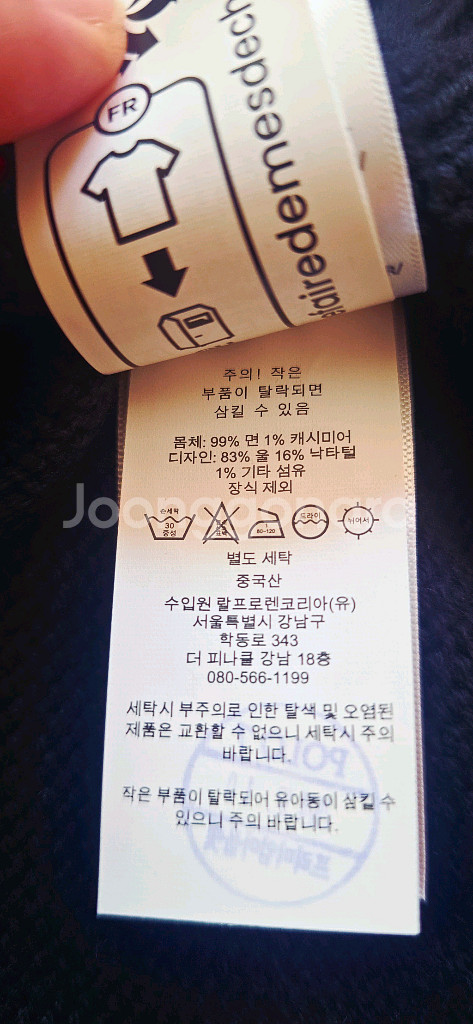 FR
fairedemesdech
주의! 작은
부품이 탈락되면
삼킬 수 있음
몸체: 99% 면 1% 캐시미어
디자인: 83% 울 16% 낙타털
1% 기타 섬유
장식 제외
손세탁
30
중성
80~120
드라이
뉘어서
별도 세탁
중국산
수입원 랄프로렌코리아(유)
서울특별시 강남구
학동로 343
더 피나클 강남 18층
080-566-1199
세탁시 부주의로 인한 탈색 및 오염된
제품은 교환할 수 없으니 세탁시 주의
바랍니다.
작은 부품이 탈락되어 유아동이 삼킬 수
있으니 주의 바랍니다.
POL
Joonggonara